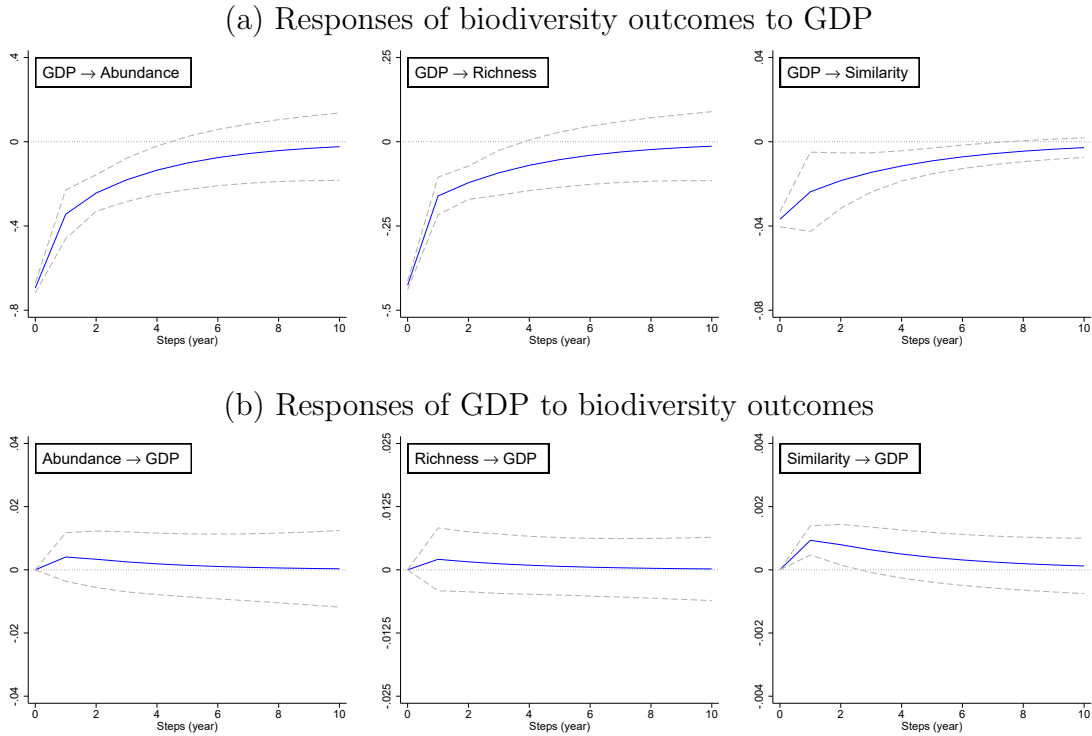 (a) Responses of biodiversity outcomes to GDP
GDP → Abundance
.4
0
-.4
-.8
0 2 4 6 8 10
Steps (year)
GDP → Richness
.25
0
-.25
-.5
0 2 4 6 8 10
Steps (year)
GDP → Similarity
.04
0
-.04
-.08
0 2 4 6 8 10
Steps (year)
(b) Responses of GDP to biodiversity outcomes
Abundance → GDP
.04
.02
0
-.02
-.04
0 2 4 6 8 10
Steps (year)
Richness → GDP
.025
.0125
0
-.0125
-.025
0 2 4 6 8 10
Steps (year)
Similarity → GDP
.004
.002
0
-.002
-.004
0 2 4 6 8 10
Steps (year)